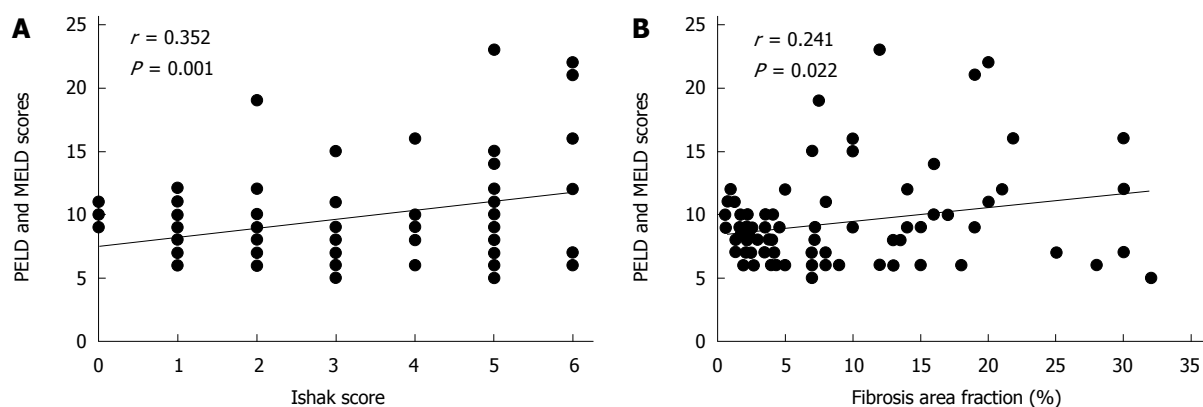 A
r = 0.352
P = 0.001
PELD and MELD scores
25
20
15
10
5
0
0 1 2 3 4 5 6
Ishak score
B
r = 0.241
P = 0.022
PELD and MELD scores
25
20
15
10
5
0
0 5 10 15 20 25 30 35
Fibrosis area fraction (%)